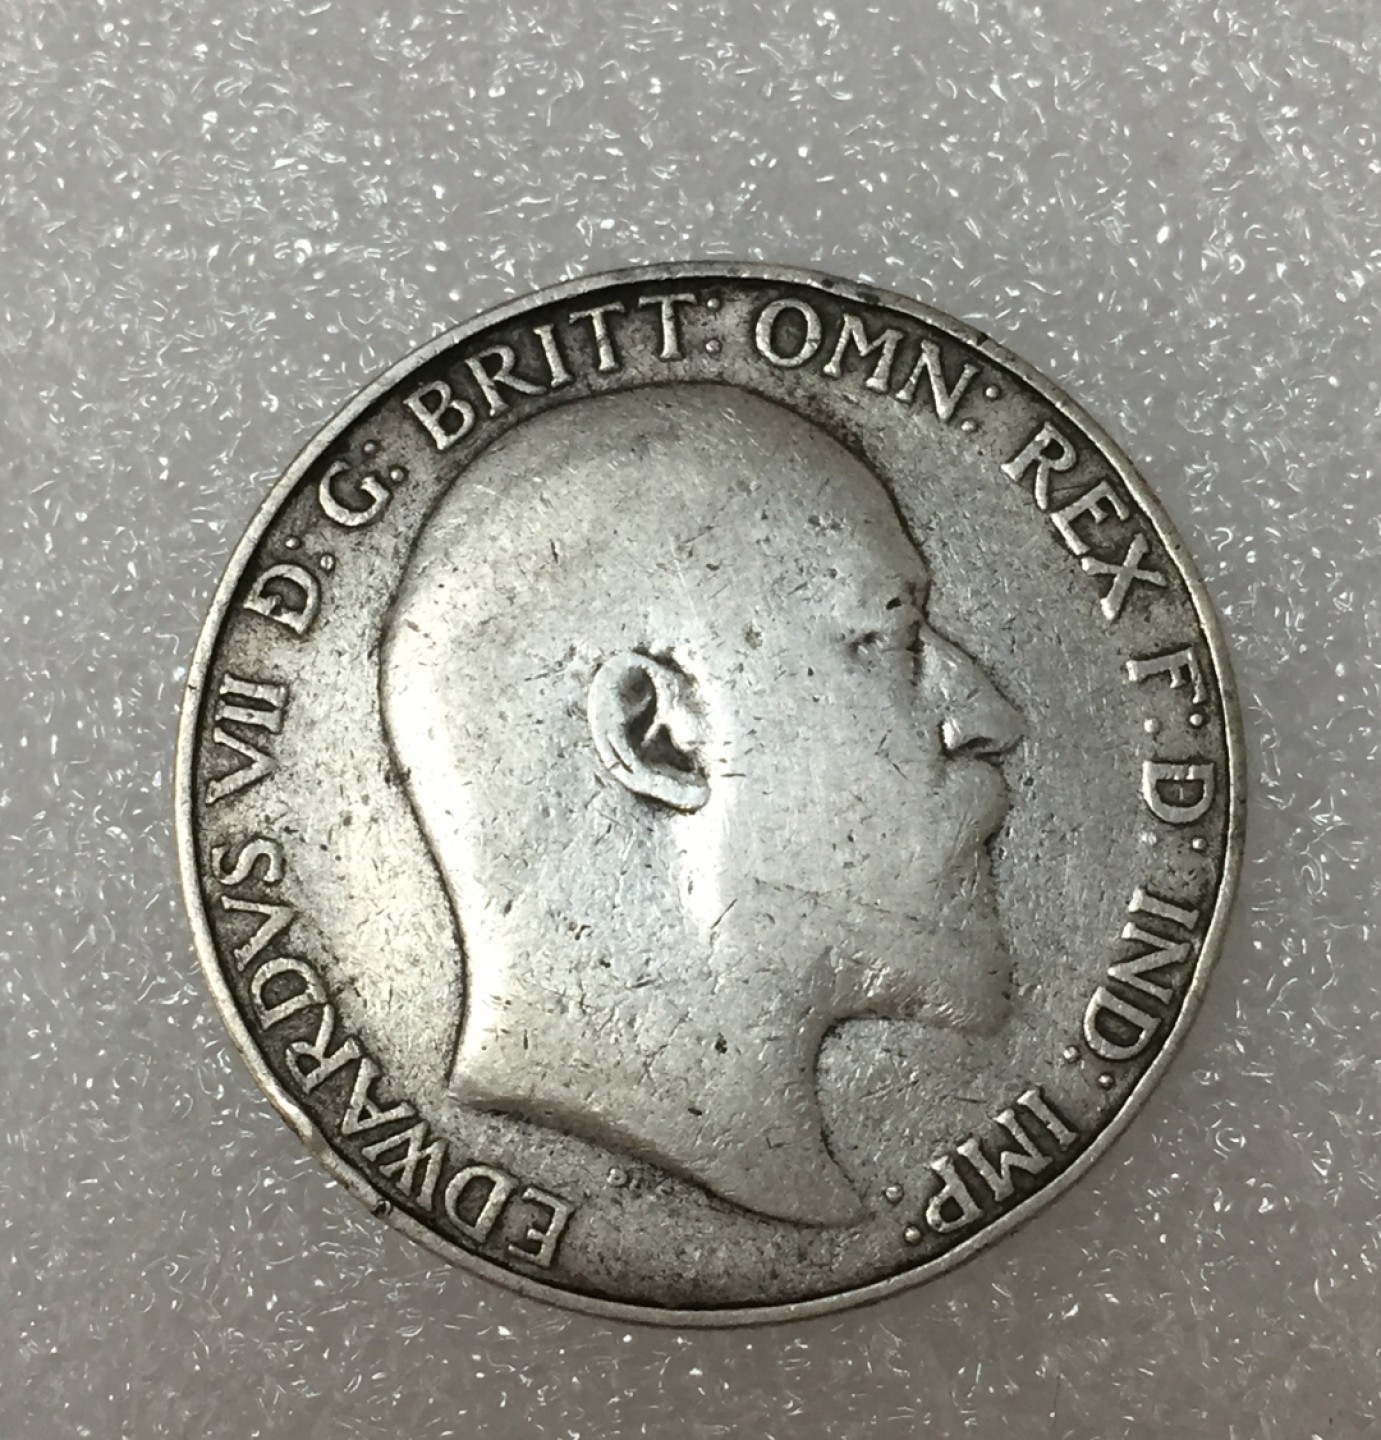 EDWARDVS VII D: G: BRITT: OMN: REX F: D: IND: IMP: